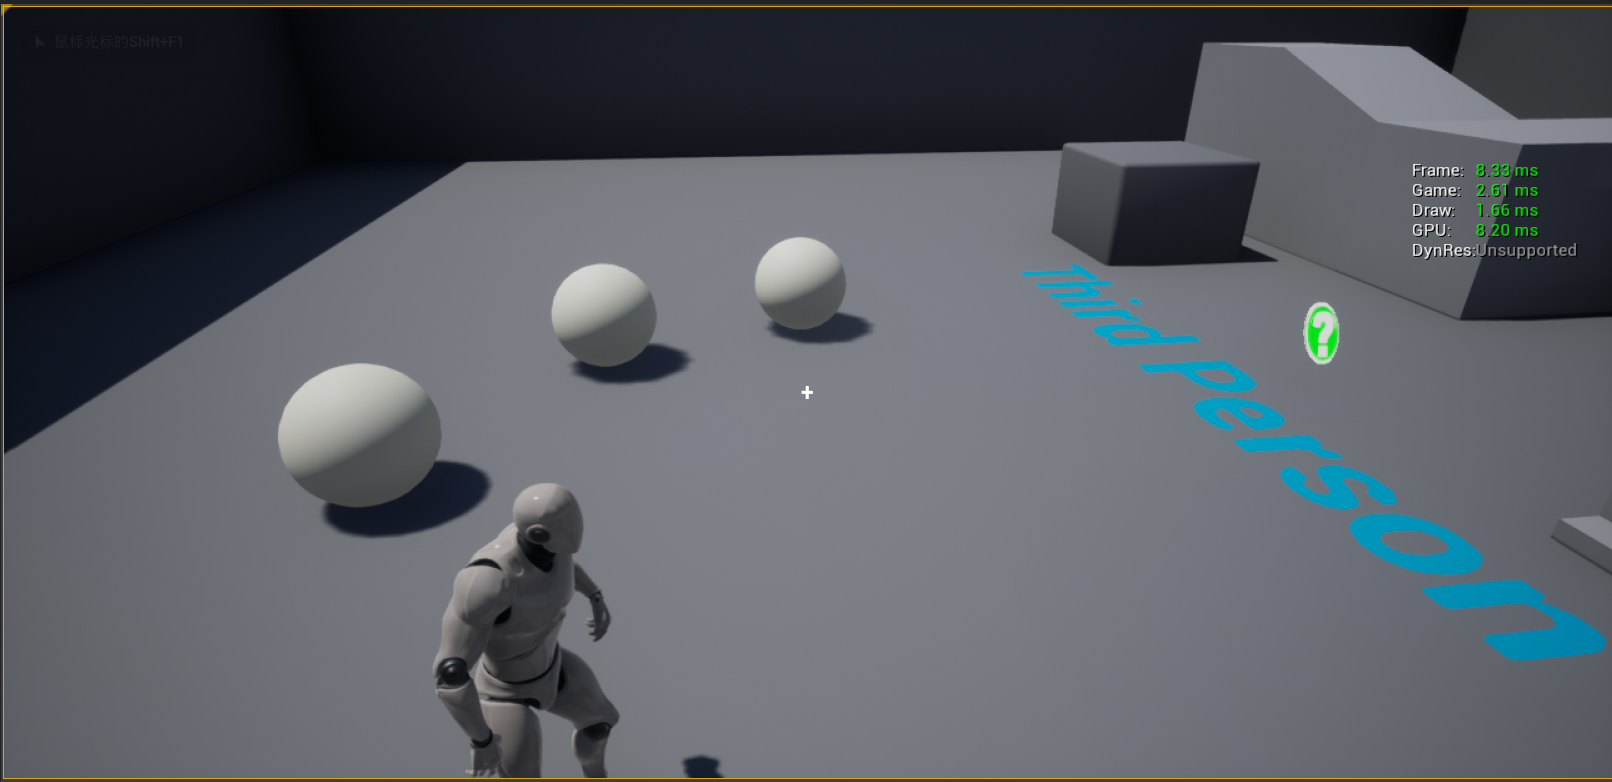 鼠标光标的Shift+F1
Frame: 8.33 ms
Game: 2.61 ms
Draw: 1.66 ms
GPU: 8.20 ms
DynRes:Unsupported
Third Person
?